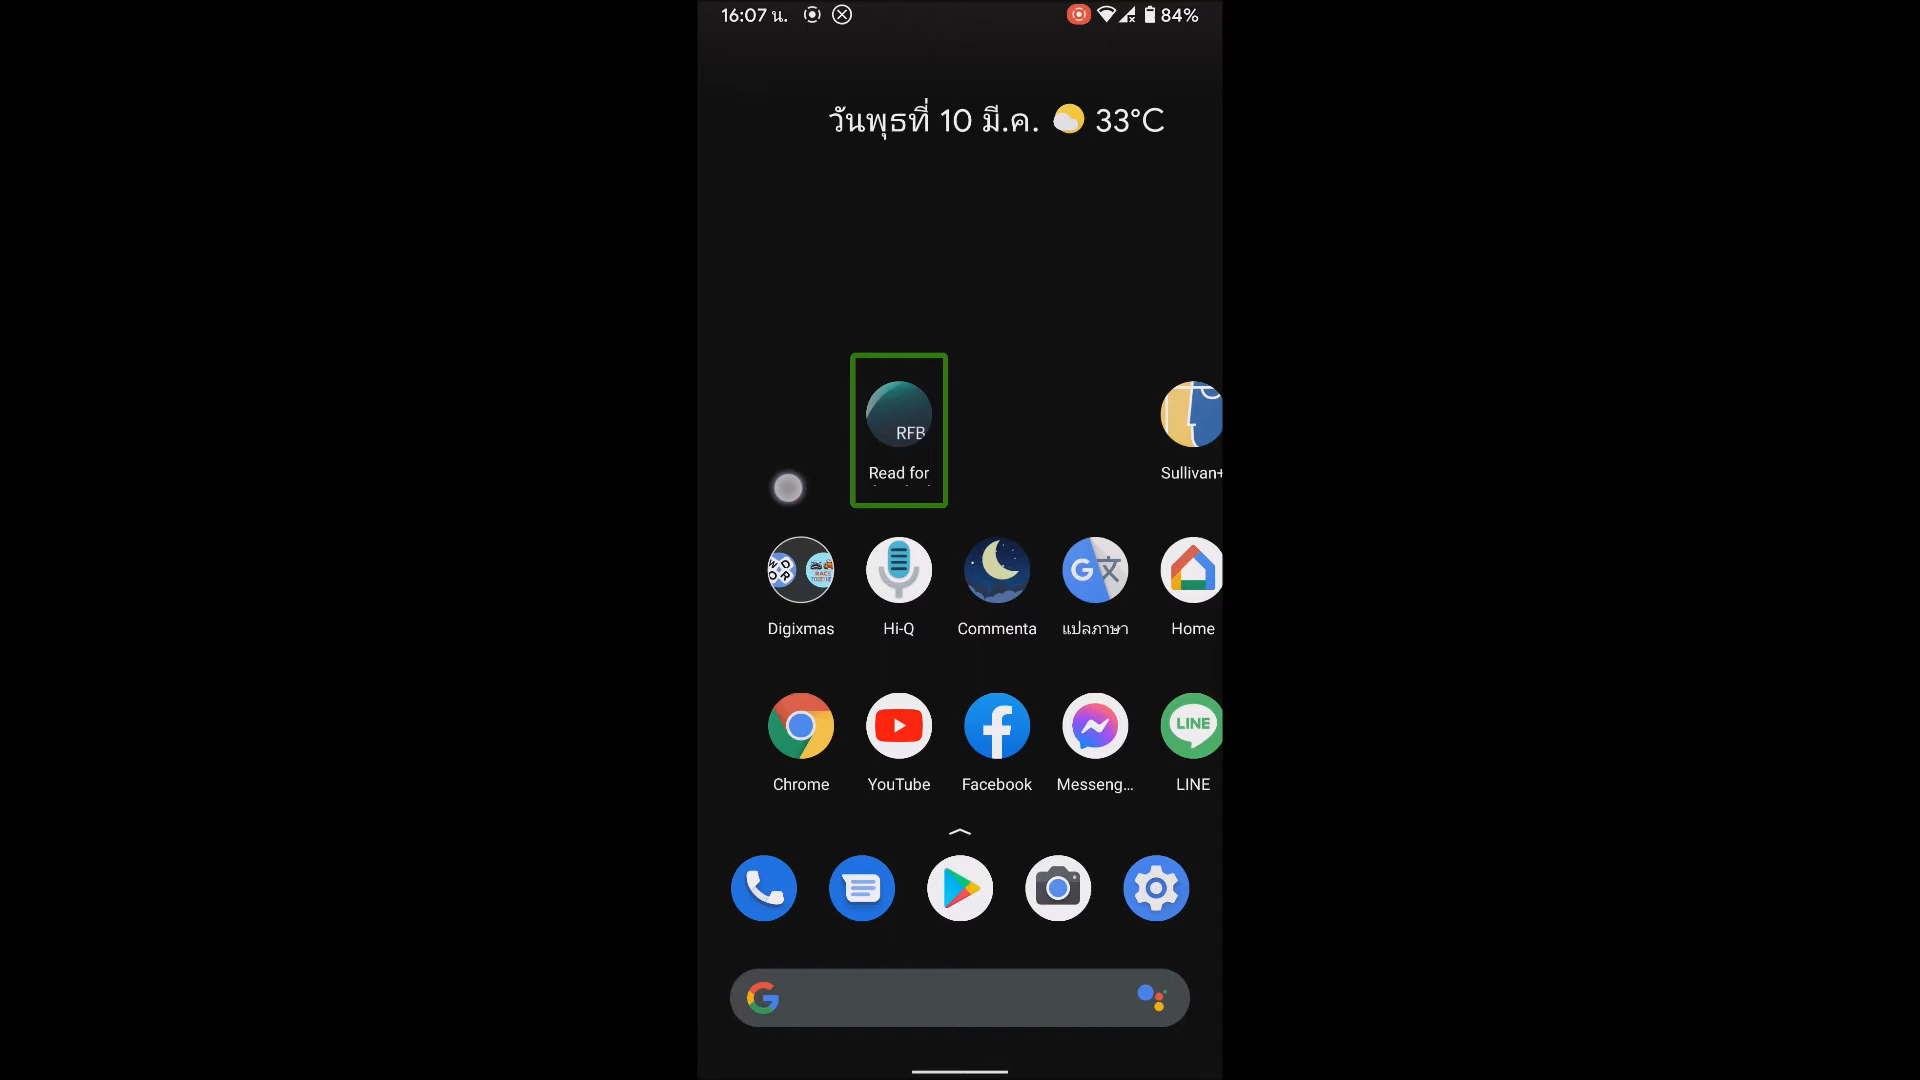 16:07 น.
84%
วันพุธที่ 10 มี.ค. 33°C
RFB
Read for
Sullivan+
Digixmas
Hi-Q
Commenta
แปลภาษา
Home
Chrome
YouTube
Facebook
Messeng...
LINE
LINE